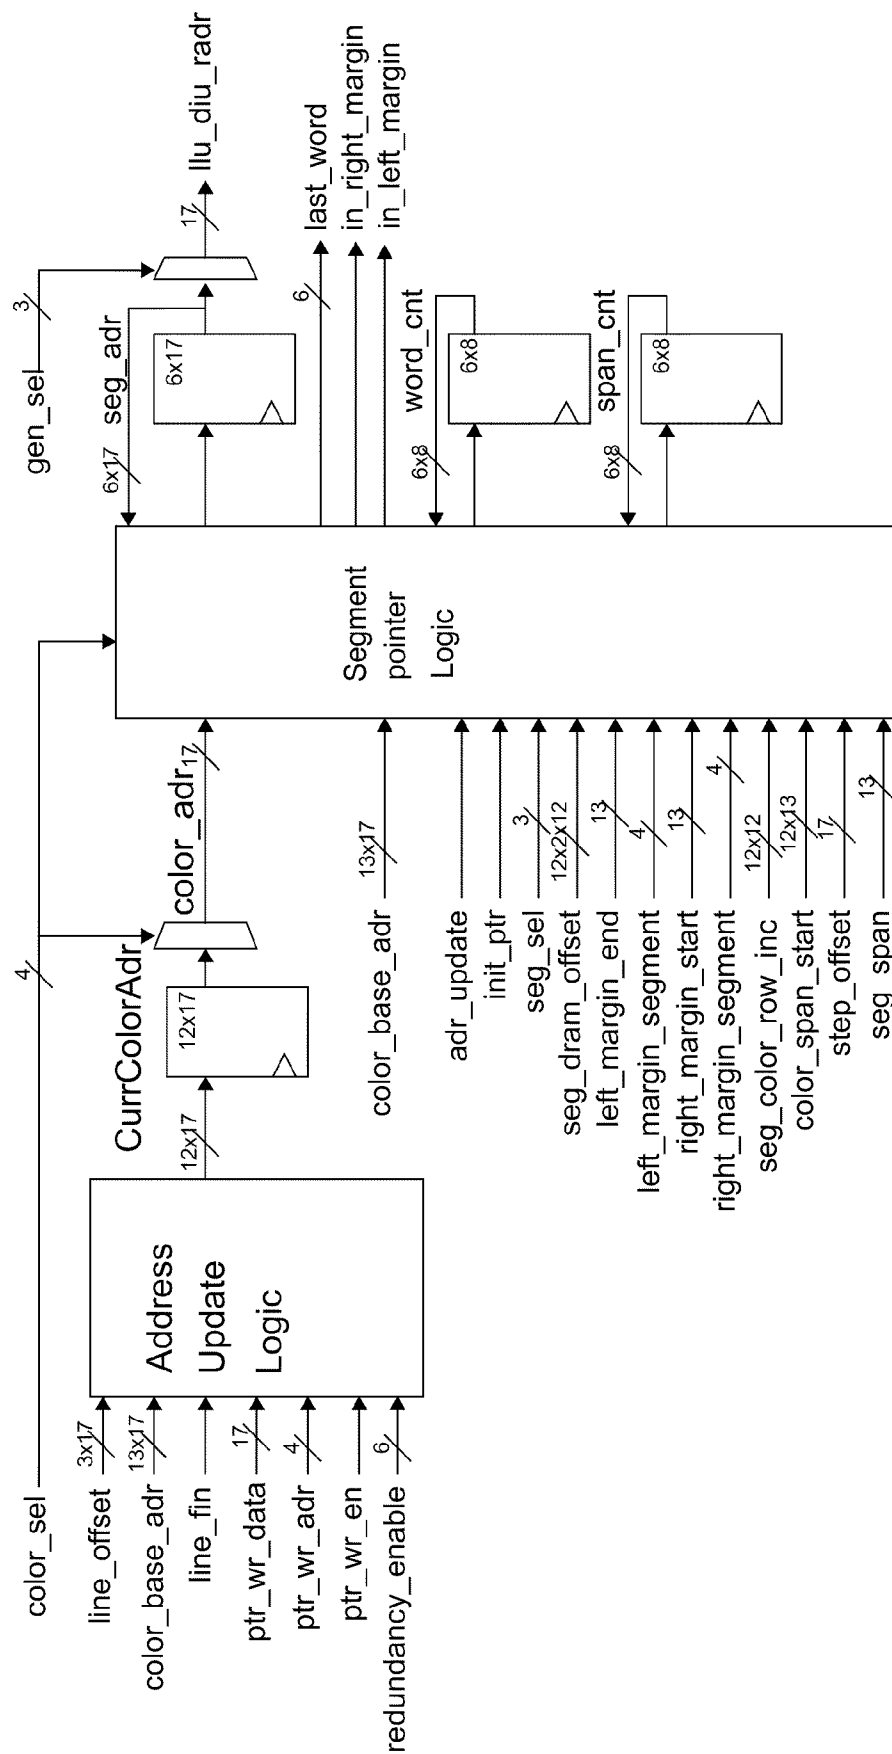 color_sel
4
line_offset
3x17
color_base_adr
13x17
line_fin
ptr_wr_data
17
ptr_wr_adr
4
ptr_wr_en
redundancy_enable
6
Address
Update
Logic
12x17
CurrColorAdr
12x17
color_adr
17
color_base_adr
13x17
adr_update
init_ptr
seg_sel
3
seg_dram_offset
12x2x12
left_margin_end
13
left_margin_segment
4
right_margin_start
13
right_margin_segment
4
seg_color_row_inc
12x12
color_span_start
12x13
step_offset
17
seg_span
13
Segment
pointer
Logic
gen_sel
3
seg_adr
6x17
6x17
17
llu_diu_radr
6
last_word
in_right_margin
in_left_margin
word_cnt
6x8
6x8
span_cnt
6x8
6x8